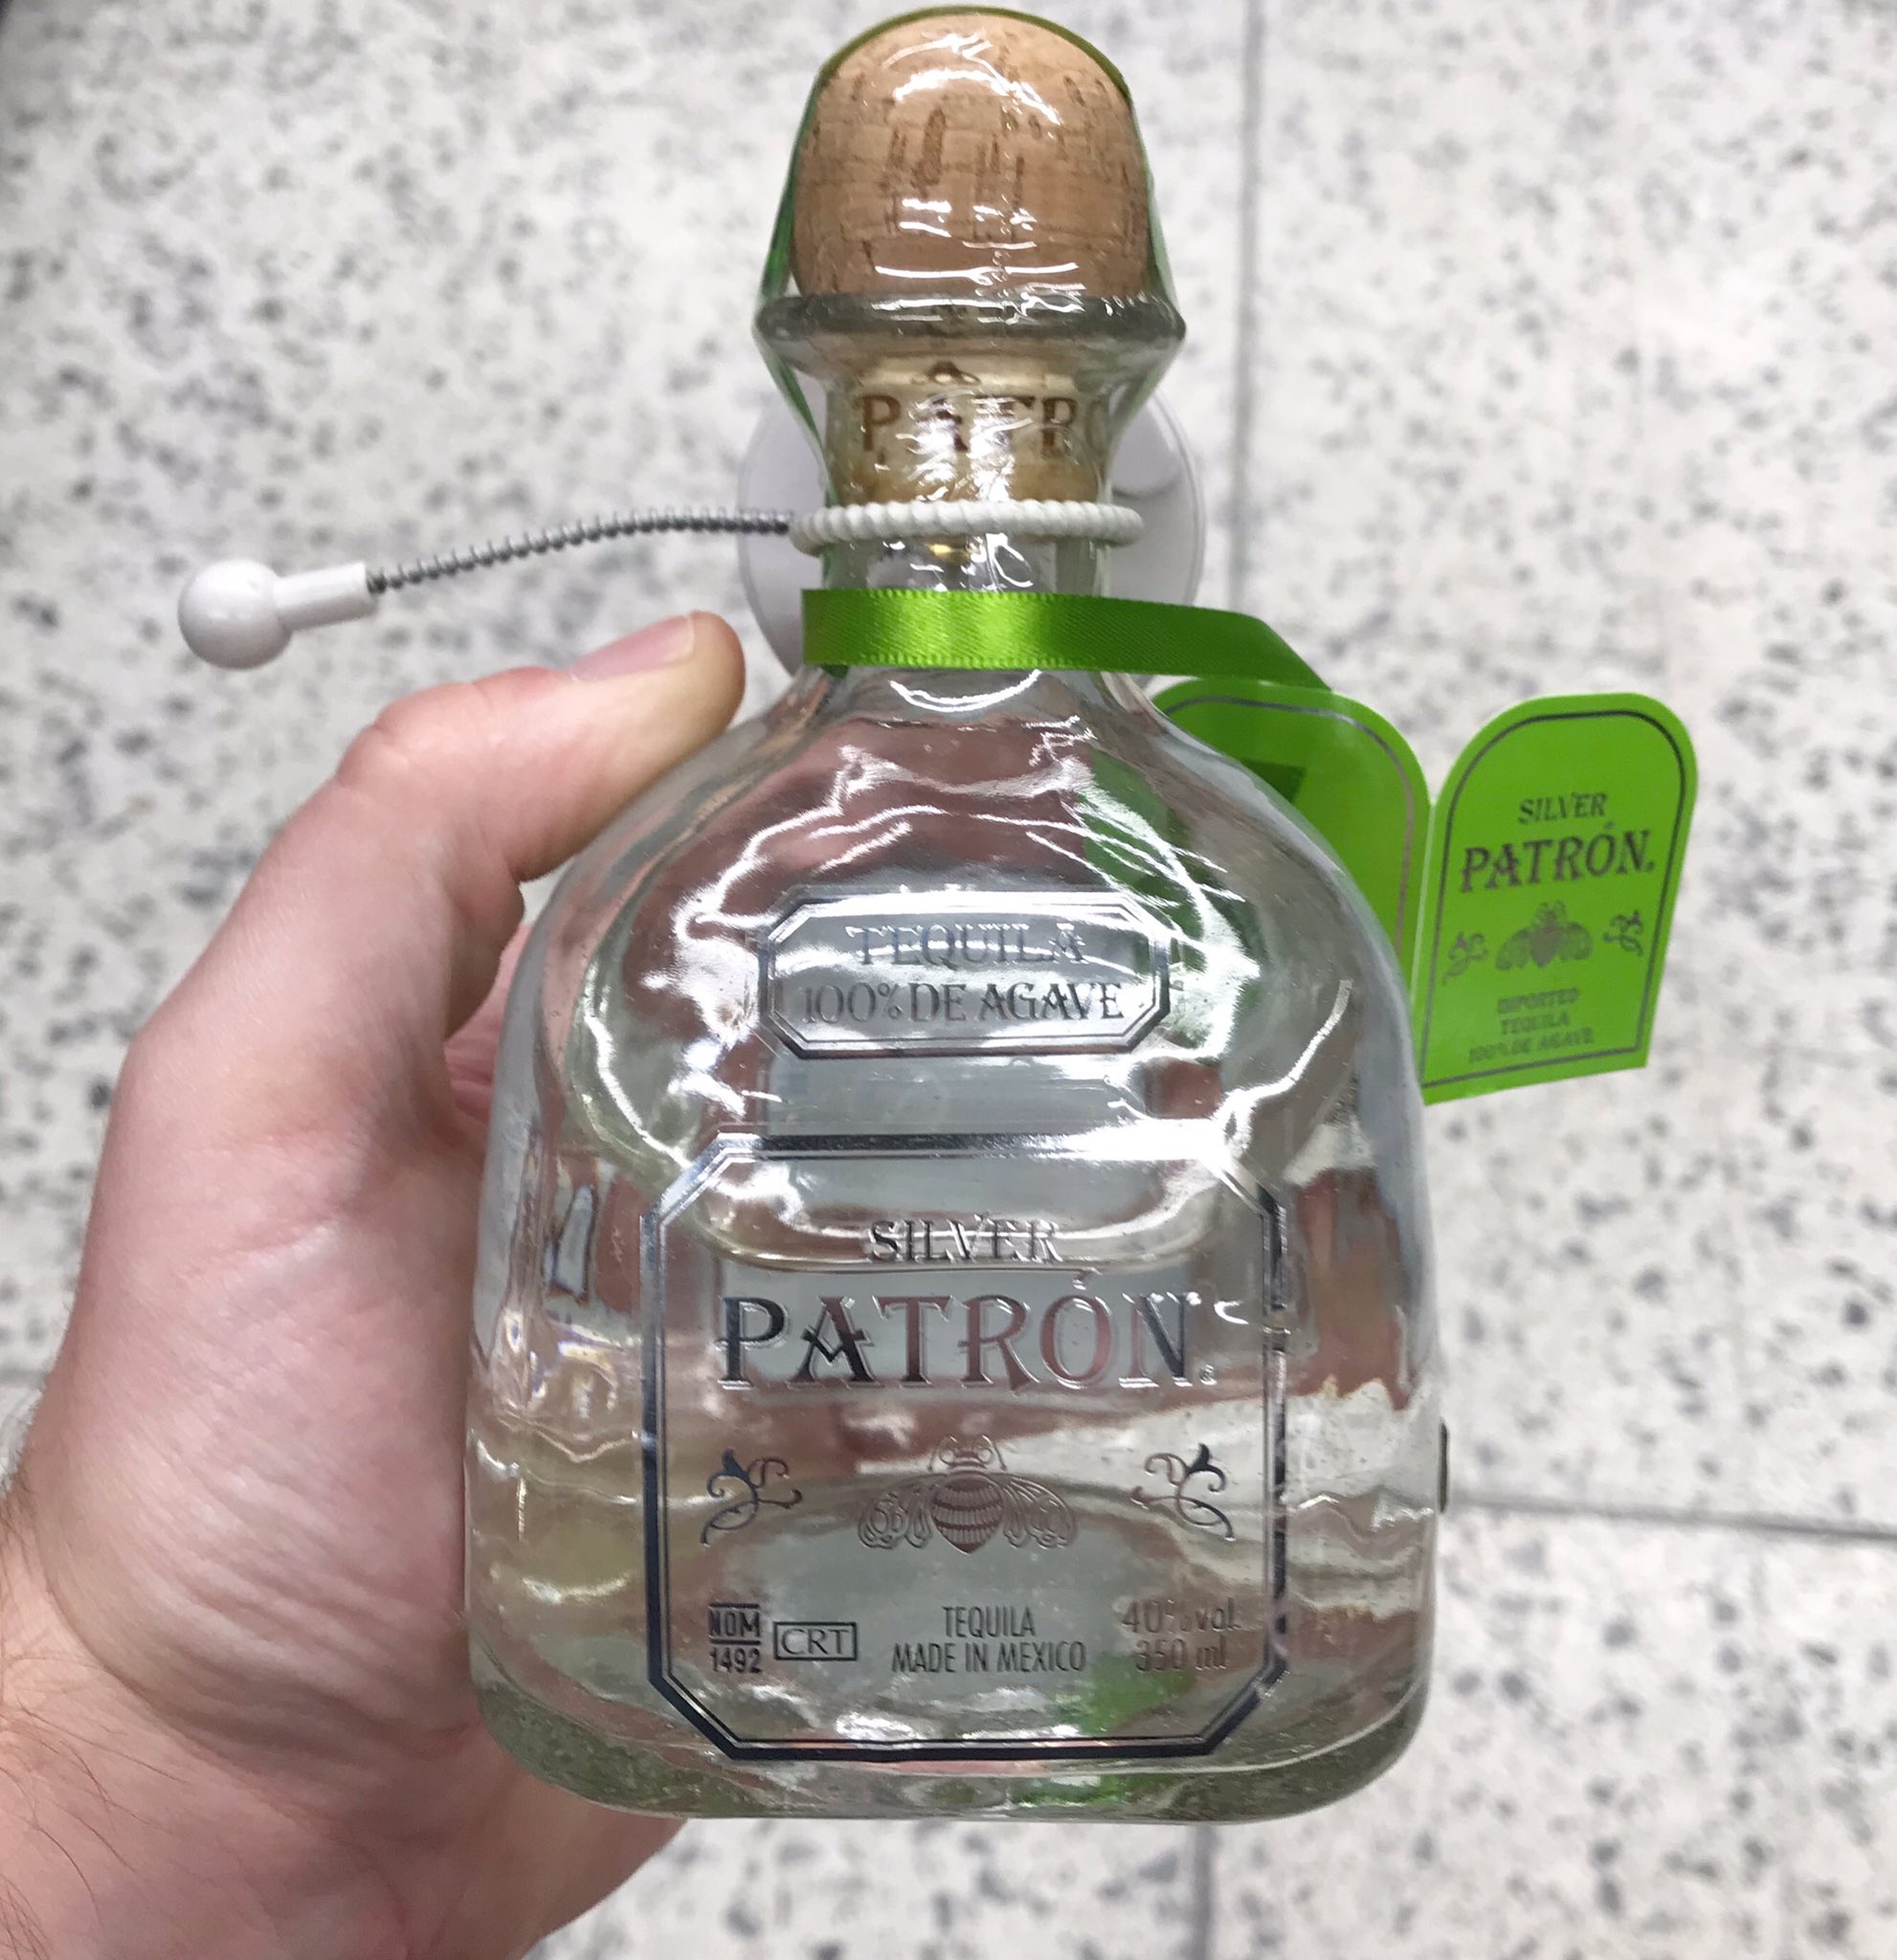 PATRÓ
TEQUILA
100% DE AGAVE
SILVER
PATRÓN.
NOM
1492
CRT
TEQUILA
MADE IN MEXICO
40% vol.
350 ml
SILVER
PATRÓN.
IMPORTED
TEQUILA
100% DE AGAVE